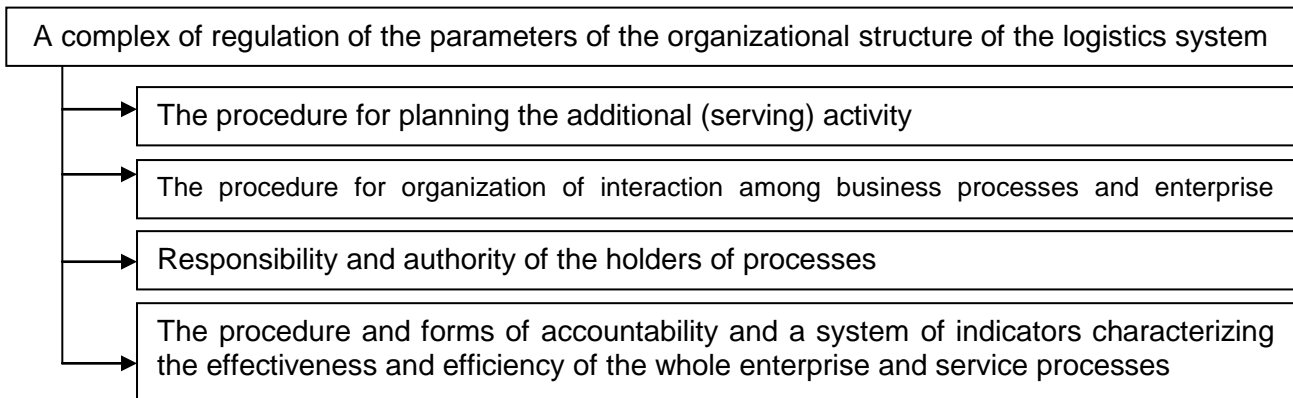 A complex of regulation of the parameters of the organizational structure of the logistics system
The procedure for planning the additional (serving) activity
The procedure for organization of interaction among business processes and enterprise
Responsibility and authority of the holders of processes
The procedure and forms of accountability and a system of indicators characterizing
the effectiveness and efficiency of the whole enterprise and service processes